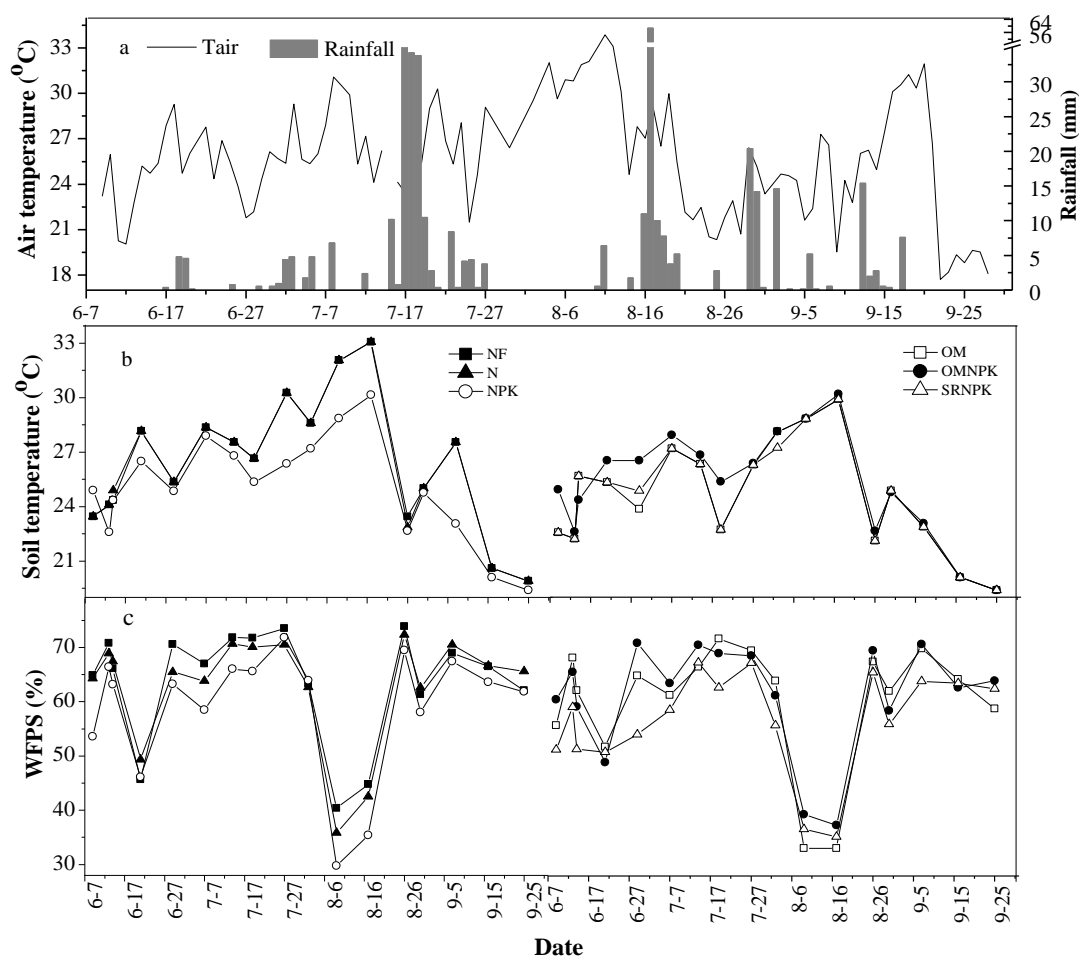 a Tair Rainfall
33
30
27
24
21
18
Air temperature (°C)
64
56
30
25
20
15
10
5
0
Rainfall (mm)
6-7 6-17 6-27 7-7 7-17 7-27 8-6 8-16 8-26 9-5 9-15 9-25
b
NF
N
NPK
OM
OMNPK
SRNPK
33
30
27
24
21
Soil temperature (°C)
c
70
60
50
40
30
WFPS (%)
6-7 6-17 6-27 7-7 7-17 7-27 8-6 8-16 8-26 9-5 9-15 9-25
6-7 6-17 6-27 7-7 7-17 7-27 8-6 8-16 8-26 9-5 9-15 9-25
Date